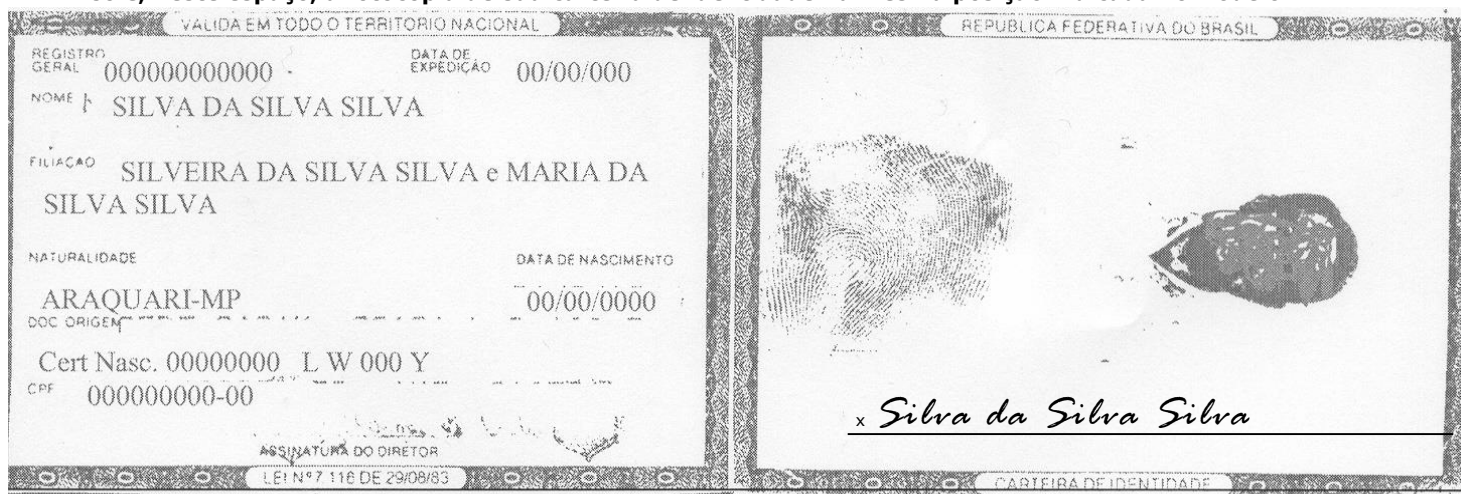 VALIDA EM TODO O TERRITORIO NACIONAL
REGISTRO GERAL 000000000000 DATA DE EXPEDIÇÃO 00/00/000
NOME SILVA DA SILVA SILVA
FILIAÇAO SILVEIRA DA SILVA SILVA e MARIA DA
SILVA SILVA
NATURALIDADE DATA DE NASCIMENTO
ARAQUARI-MP 00/00/0000
DOC ORIGEM
Cert Nasc. 00000000 L W 000 Y
CPF 000000000-00
ASSINATURA DO DIRETOR
LEI Nº 7.116 DE 29/08/83
REPUBLICA FEDERATIVA DO BRASIL
x Silva da Silva Silva
CARTEIRA DE IDENTIDADE